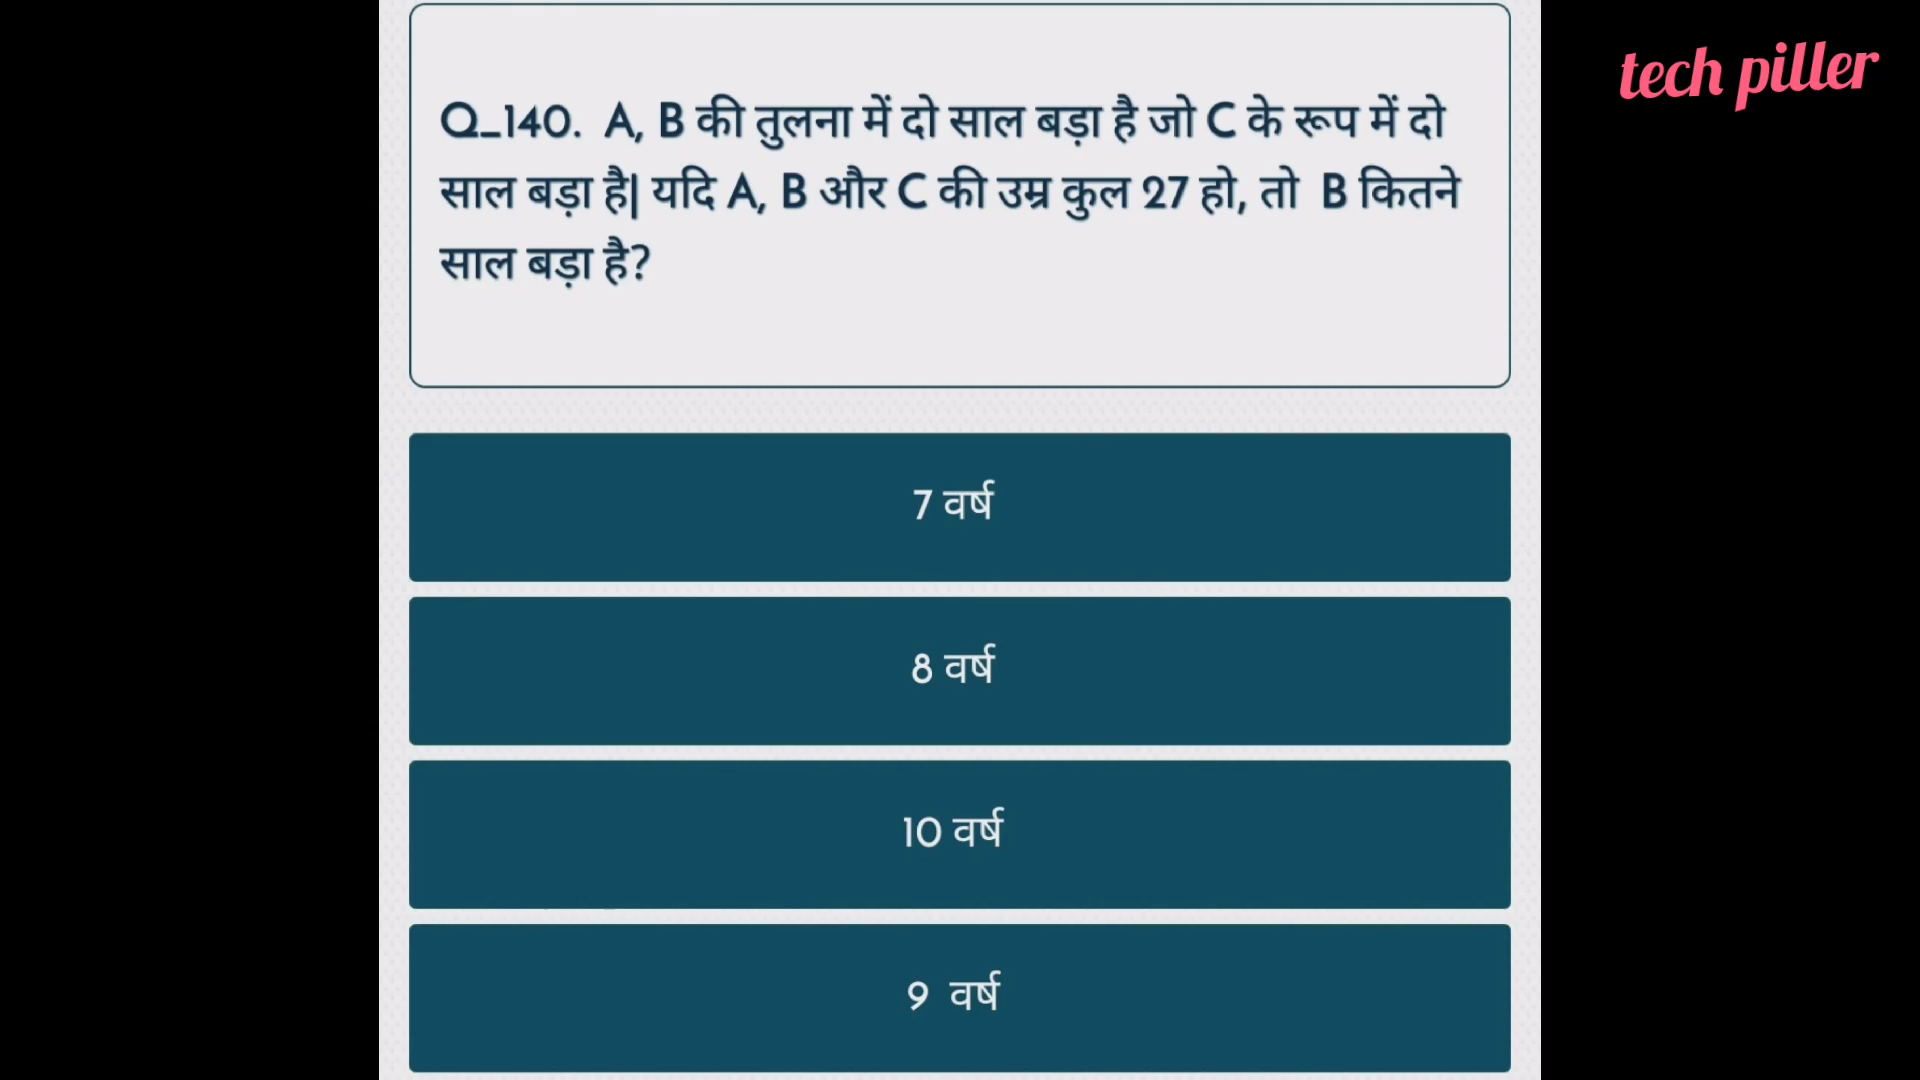 tech piller
Q_140. A, B की तुलना में दो साल बड़ा है जो C के रूप में दो
साल बड़ा है| यदि A, B और C की उम्र कुल 27 हो, तो B कितने
साल बड़ा है?
7 वर्ष
8 वर्ष
10 वर्ष
9 वर्ष